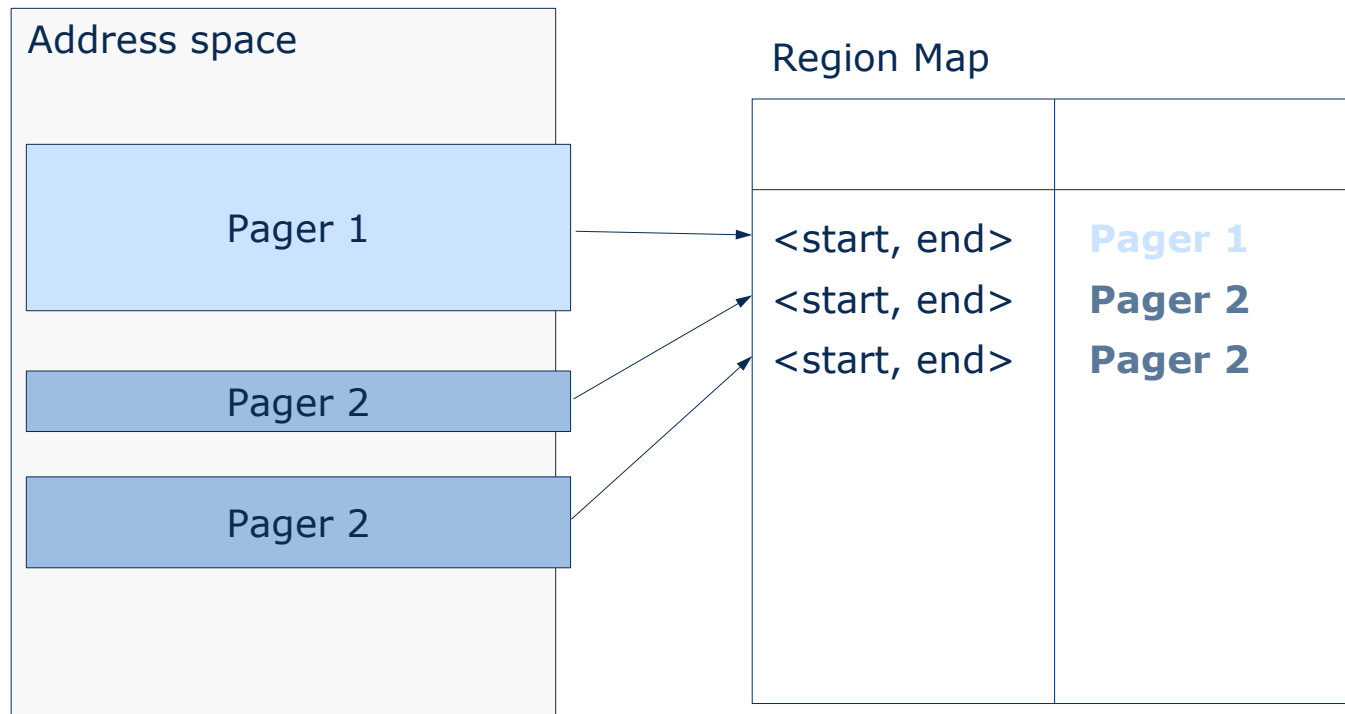 Address space
Pager 1
Pager 2
Pager 2
Region Map
<start, end> Pager 1
<start, end> Pager 2
<start, end> Pager 2